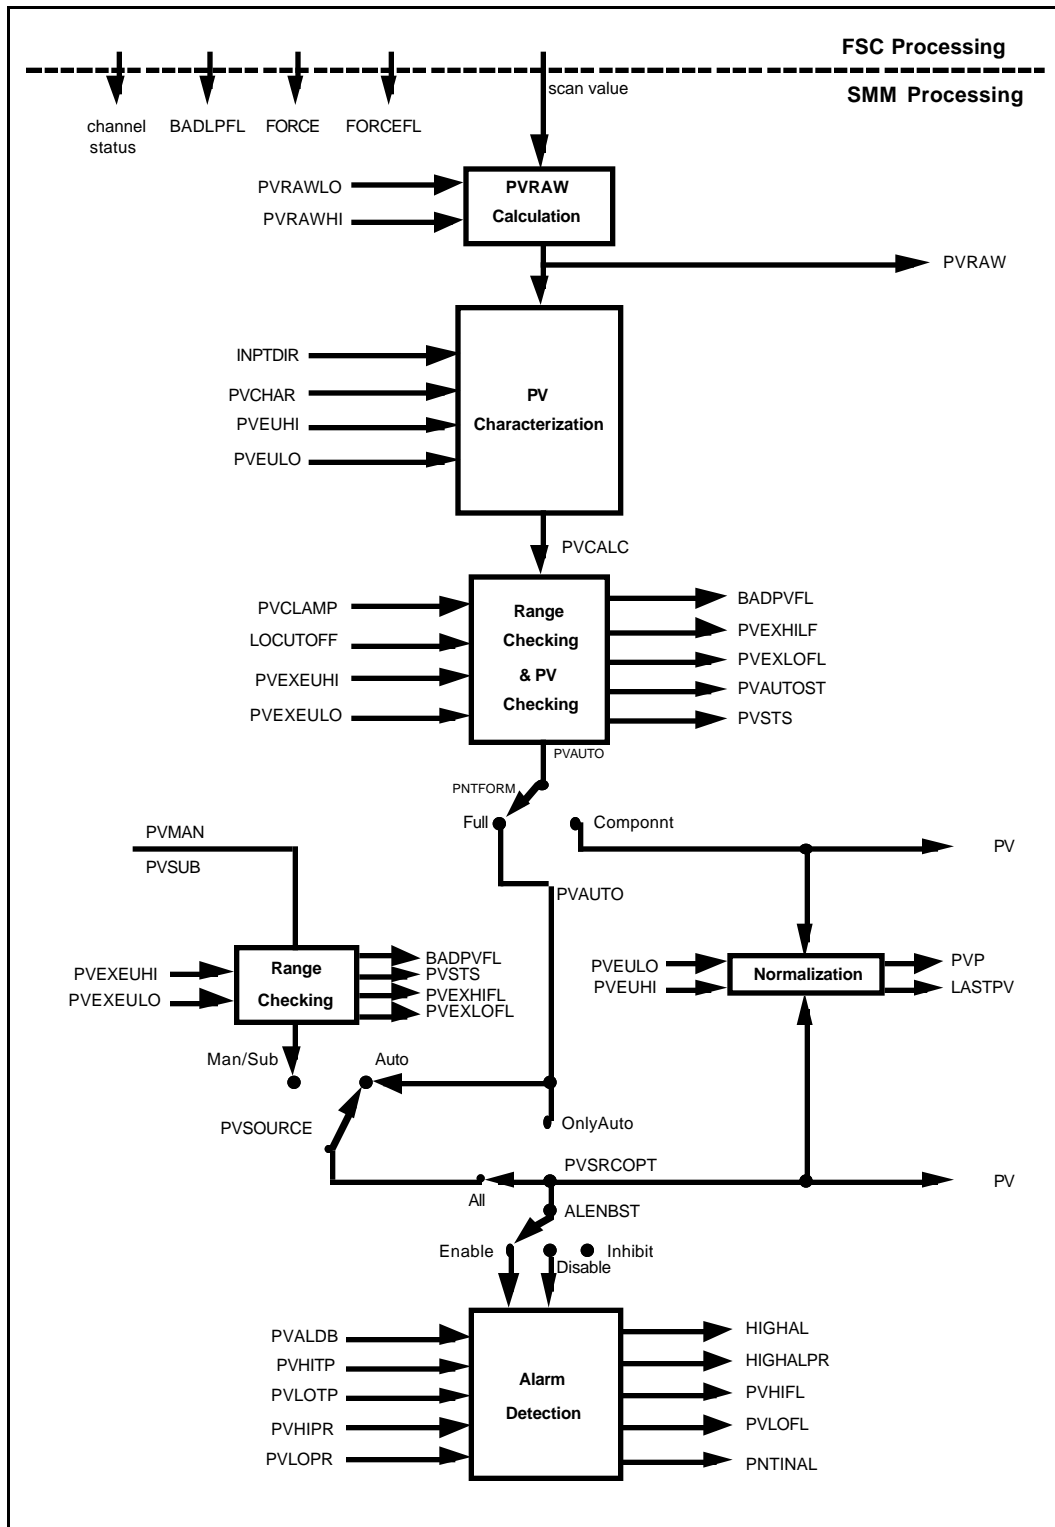 FSC Processing
scan value
SMM Processing
channel
status
BADLPFL
FORCE
FORCEFL
PVRAWLO
PVRAWHI
PVRAW
Calculation
PVRAW
INPTDIR
PVCHAR
PVEUHI
PVEULO
PV
Characterization
PVCALC
PVCLAMP
LOCUTOFF
PVEXEUHI
PVEXEULO
Range
Checking
& PV
Checking
BADPVFL
PVEXHILF
PVEXLOFL
PVAUTOST
PVSTS
PVAUTO
PNTFORM
Full
Componnt
PV
PVMAN
PVSUB
PVAUTO
PVEXEUHI
PVEXEULO
Range
Checking
BADPVFL
PVSTS
PVEXHIFL
PVEXLOFL
PVEULO
PVEUHI
Normalization
PVP
LASTPV
Man/Sub
Auto
PVSOURCE
OnlyAuto
PVSRCOPT
All
PV
ALENBST
Enable
Disable
Inhibit
PVALDB
PVHITP
PVLOTP
PVHIPR
PVLOPR
Alarm
Detection
HIGHAL
HIGHALPR
PVHIFL
PVLOFL
PNTINAL